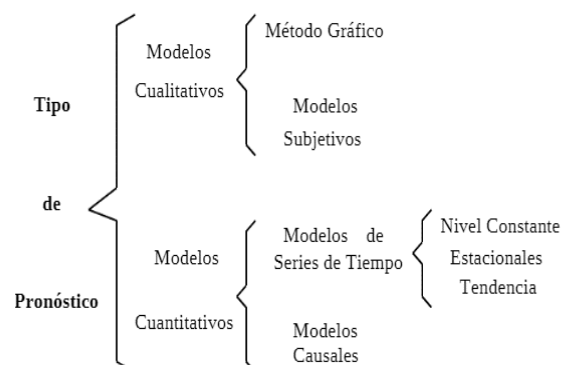 Tipo
de
Pronóstico
Modelos
Cualitativos
Método Gráfico
Modelos
Subjetivos
Modelos
Cuantitativos
Modelos de
Series de Tiempo
Nivel Constante
Estacionales
Tendencia
Modelos
Causales